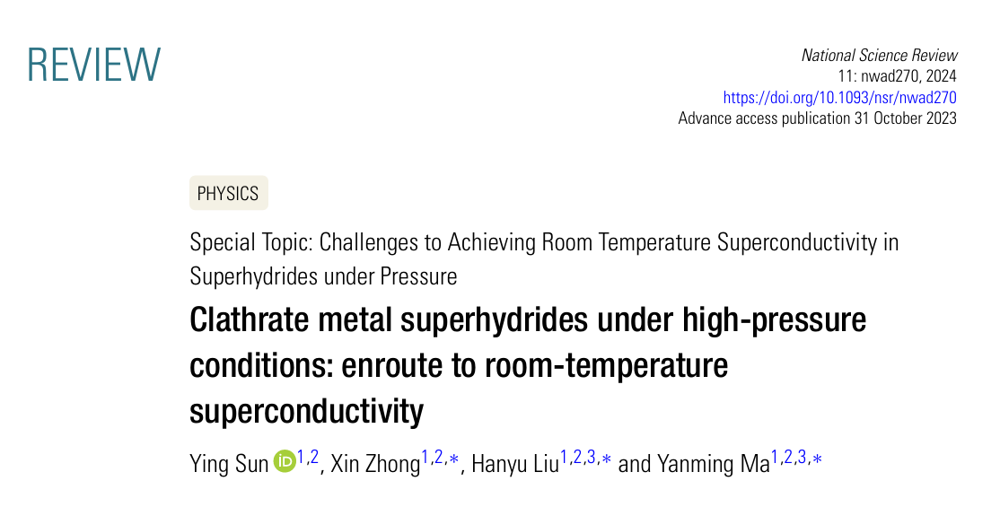 REVIEW
National Science Review
11: nwad270, 2024
https://doi.org/10.1093/nsr/nwad270
Advance access publication 31 October 2023
PHYSICS
Special Topic: Challenges to Achieving Room Temperature Superconductivity in
Superhydrides under Pressure
Clathrate metal superhydrides under high-pressure
conditions: enroute to room-temperature
superconductivity
Ying Sun iD 1,2, Xin Zhong1,2,∗, Hanyu Liu1,2,3,∗ and Yanming Ma1,2,3,∗